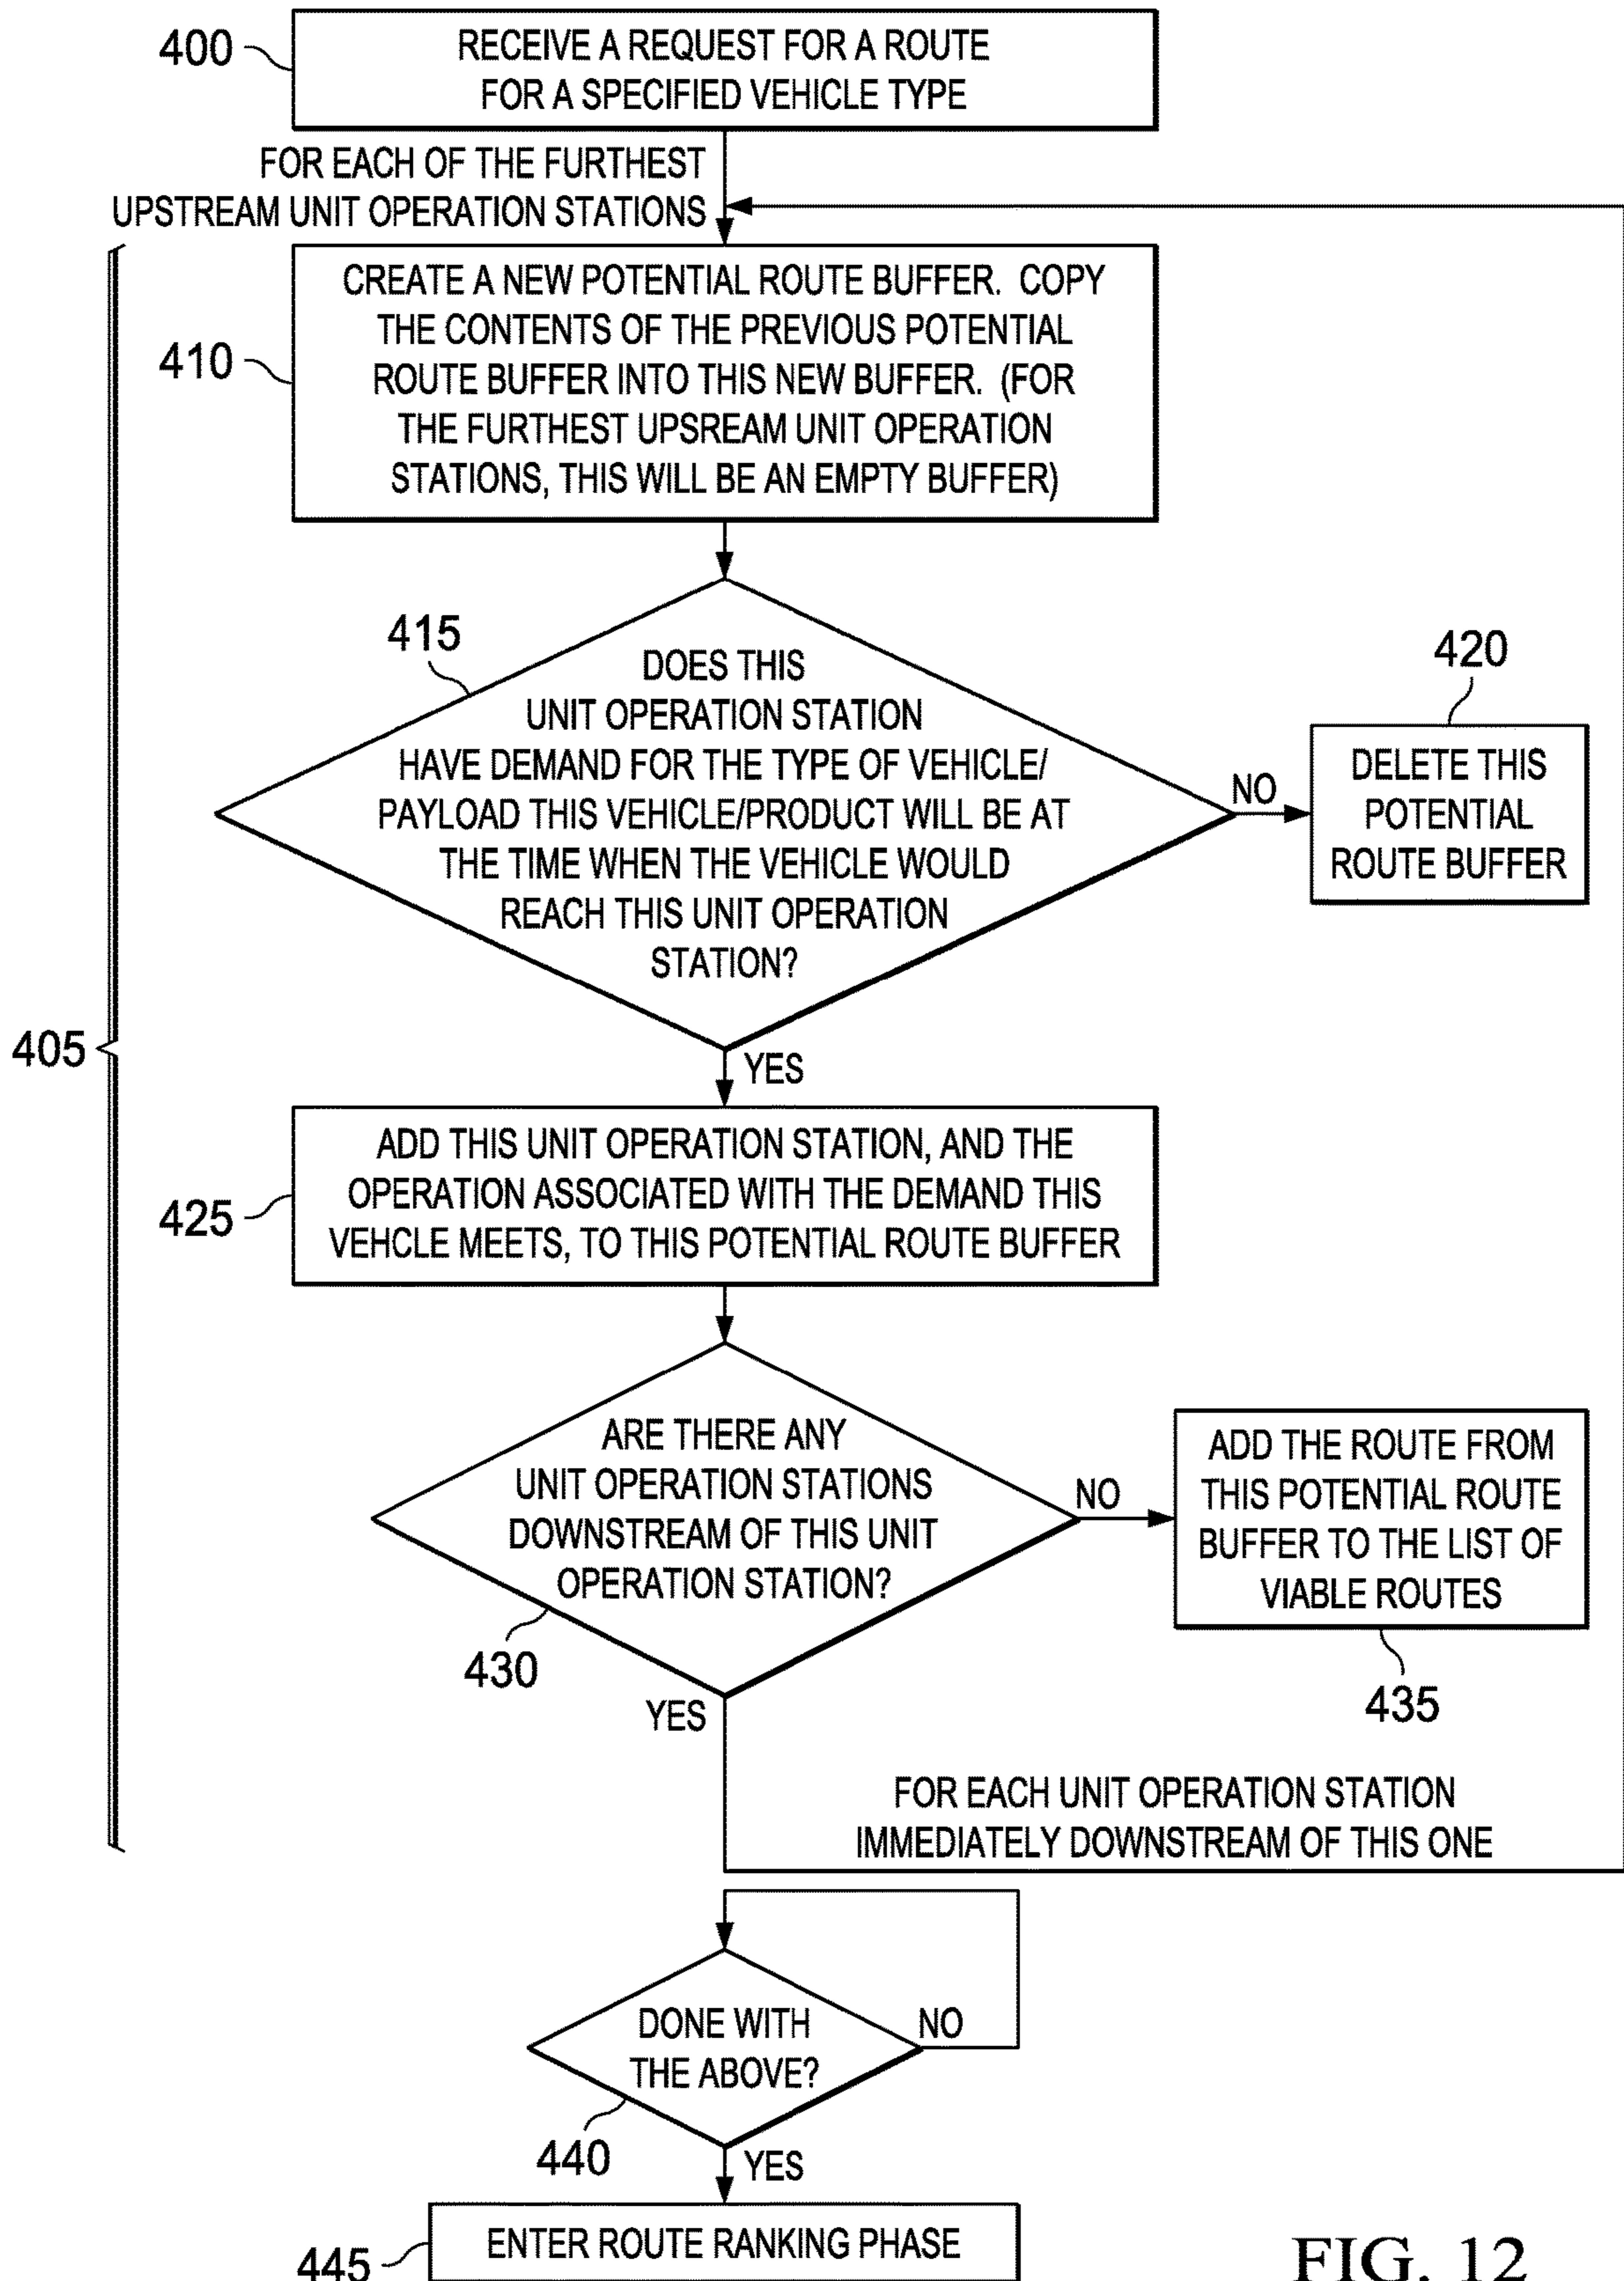 400
RECEIVE A REQUEST FOR A ROUTE
FOR A SPECIFIED VEHICLE TYPE
FOR EACH OF THE FURTHEST
UPSTREAM UNIT OPERATION STATIONS
405
410
CREATE A NEW POTENTIAL ROUTE BUFFER. COPY
THE CONTENTS OF THE PREVIOUS POTENTIAL
ROUTE BUFFER INTO THIS NEW BUFFER. (FOR
THE FURTHEST UPSREAM UNIT OPERATION
STATIONS, THIS WILL BE AN EMPTY BUFFER)
415
DOES THIS
UNIT OPERATION STATION
HAVE DEMAND FOR THE TYPE OF VEHICLE/
PAYLOAD THIS VEHICLE/PRODUCT WILL BE AT
THE TIME WHEN THE VEHICLE WOULD
REACH THIS UNIT OPERATION
STATION?
NO
420
DELETE THIS
POTENTIAL
ROUTE BUFFER
YES
425
ADD THIS UNIT OPERATION STATION, AND THE
OPERATION ASSOCIATED WITH THE DEMAND THIS
VEHCLE MEETS, TO THIS POTENTIAL ROUTE BUFFER
ARE THERE ANY
UNIT OPERATION STATIONS
DOWNSTREAM OF THIS UNIT
OPERATION STATION?
430
NO
ADD THE ROUTE FROM
THIS POTENTIAL ROUTE
BUFFER TO THE LIST OF
VIABLE ROUTES
435
YES
FOR EACH UNIT OPERATION STATION
IMMEDIATELY DOWNSTREAM OF THIS ONE
DONE WITH
THE ABOVE?
NO
440
YES
445
ENTER ROUTE RANKING PHASE
FIG. 12